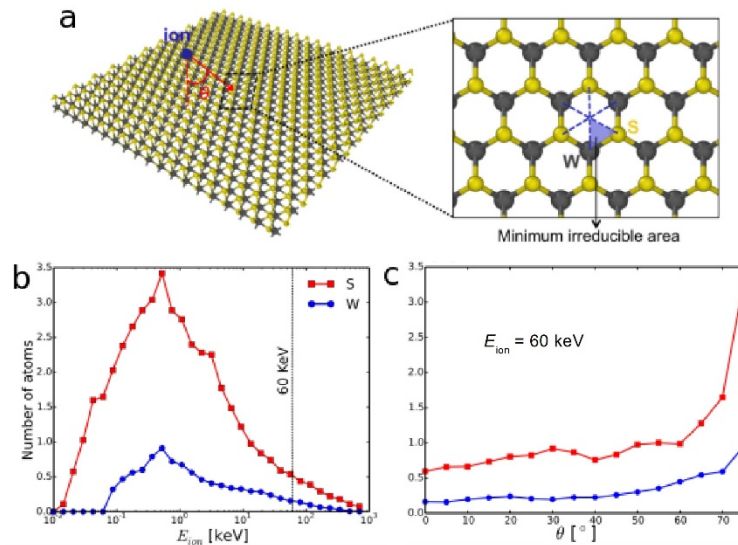 a
ion
θ
S
W
Minimum irreducible area
b
3.5
3.0
2.5
2.0
1.5
1.0
0.5
0.0
Number of atoms
S
W
60 KeV
10⁻² 10⁻¹ 10⁰ 10¹ 10² 10³
E_ion [keV]
c
3.5
3.0
2.5
2.0
1.5
1.0
0.5
0.0
E_ion = 60 keV
0 10 20 30 40 50 60 70
θ [°]